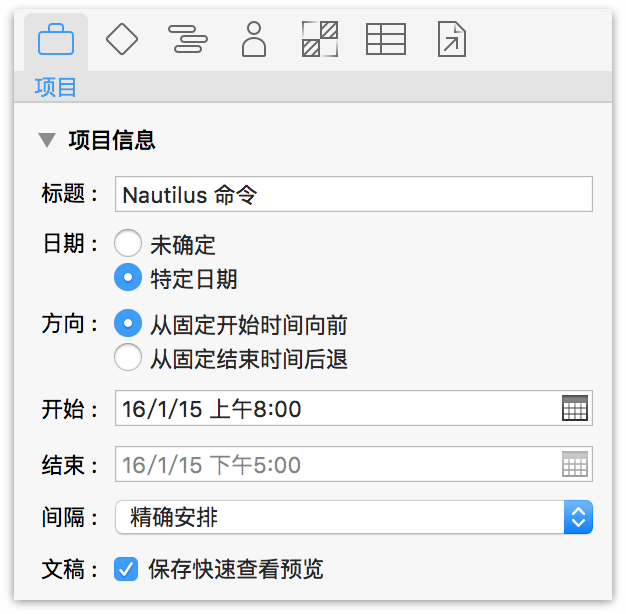 项目
项目信息
标题： Nautilus 命令
日期： 未确定
特定日期
方向： 从固定开始时间向前
从固定结束时间后退
开始： 16/1/15 上午8:00
结束： 16/1/15 下午5:00
间隔： 精确安排
文稿： 保存快速查看预览